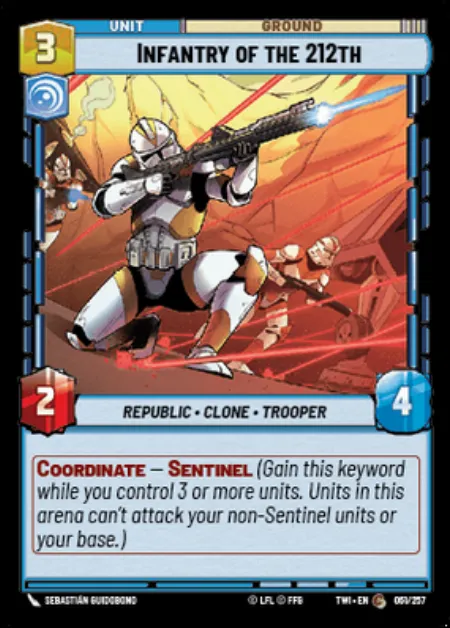 UNIT
GROUND
3
INFANTRY OF THE 212TH
2
REPUBLIC • CLONE • TROOPER
4
COORDINATE — SENTINEL (Gain this keyword
while you control 3 or more units. Units in this
arena can't attack your non-Sentinel units or
your base.)
SEBASTIÁN GUIDOBONO
© LFL © FFG
TWI • EN
C
061/257